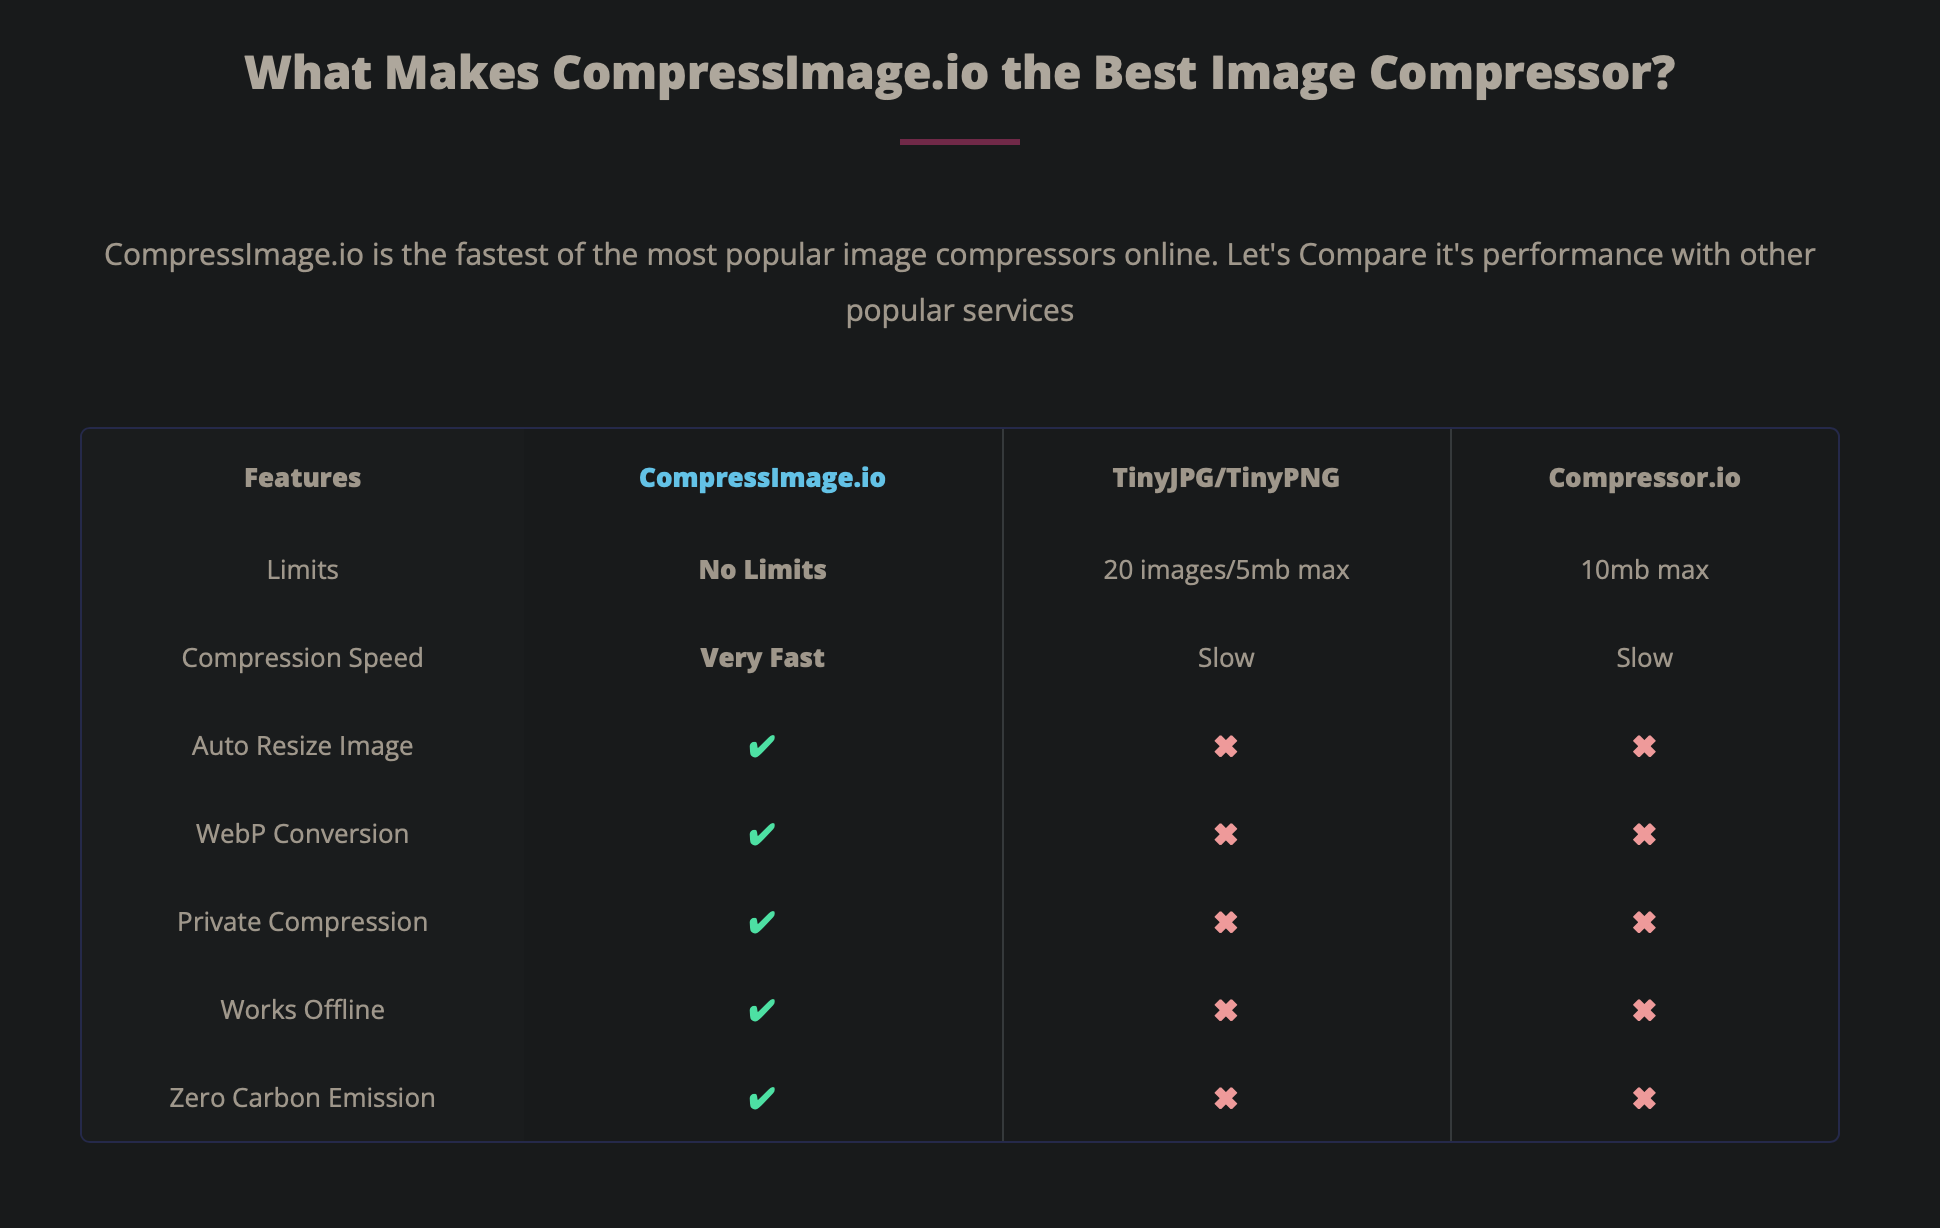 What Makes CompressImage.io the Best Image Compressor?
CompressImage.io is the fastest of the most popular image compressors online. Let's Compare it's performance with other
popular services
Features CompressImage.io TinyJPG/TinyPNG Compressor.io
Limits No Limits 20 images/5mb max 10mb max
Compression Speed Very Fast Slow Slow
Auto Resize Image ✔ ✖ ✖
WebP Conversion ✔ ✖ ✖
Private Compression ✔ ✖ ✖
Works Offline ✔ ✖ ✖
Zero Carbon Emission ✔ ✖ ✖